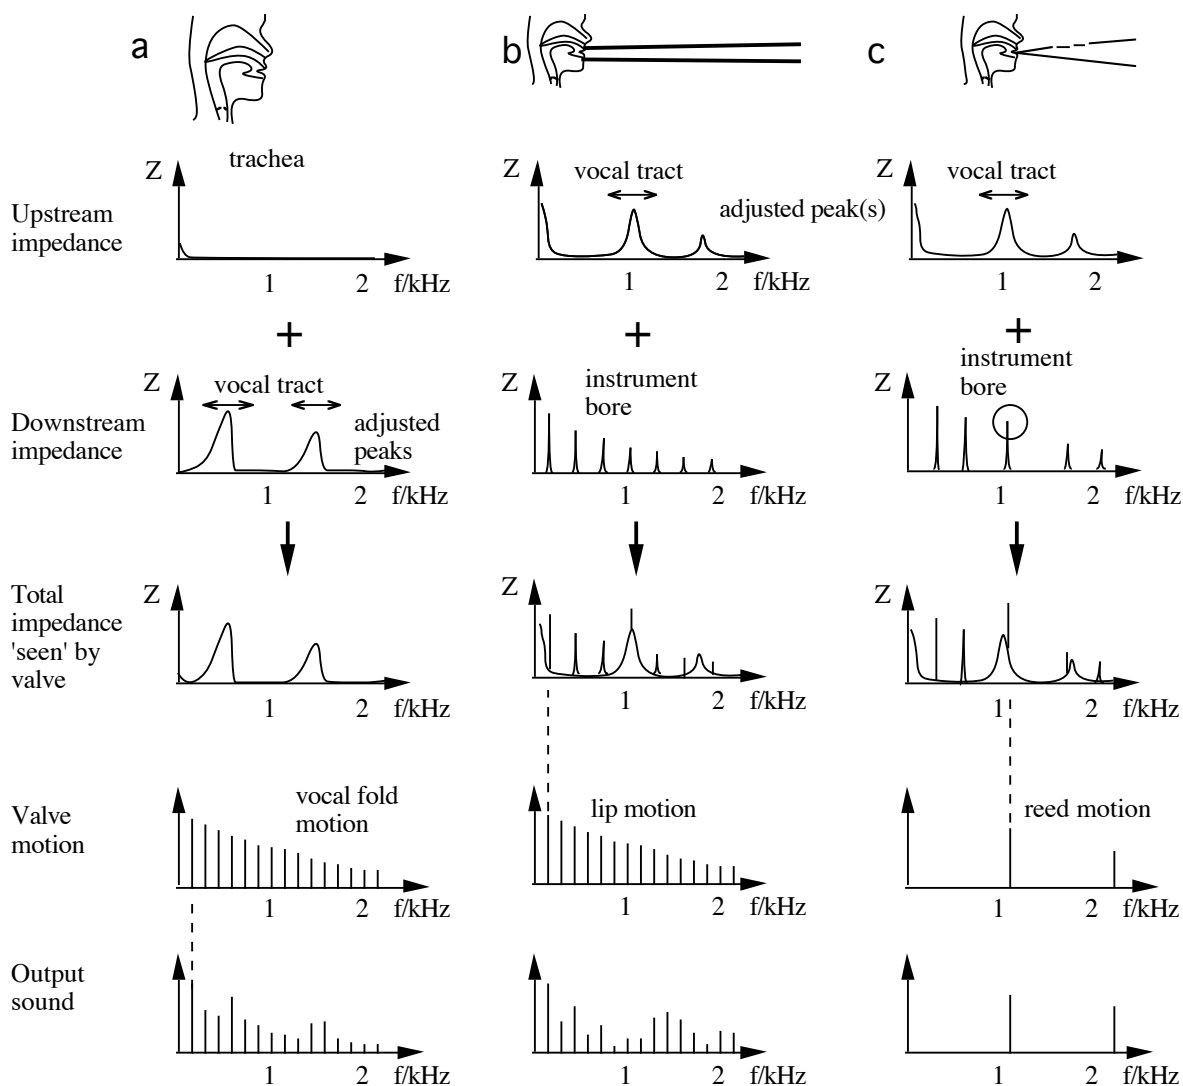 a
b
c
Z
trachea
Upstream
impedance
1
2
f/kHz
Z
vocal tract
adjusted peak(s)
1
2
f/kHz
Z
vocal tract
1
2
+
+
+
Downstream
impedance
Z
vocal tract
adjusted
peaks
1
2
f/kHz
Z
instrument
bore
1
2
f/kHz
Z
instrument
bore
1
2
f/kHz
Total
impedance
'seen' by
valve
Z
1
2
f/kHz
Z
1
2
f/kHz
Z
1
2
f/kHz
Valve
motion
vocal fold
motion
1
2
f/kHz
lip motion
1
2
f/kHz
reed motion
1
2
f/kHz
Output
sound
1
2
f/kHz
1
2
f/kHz
1
2
f/kHz